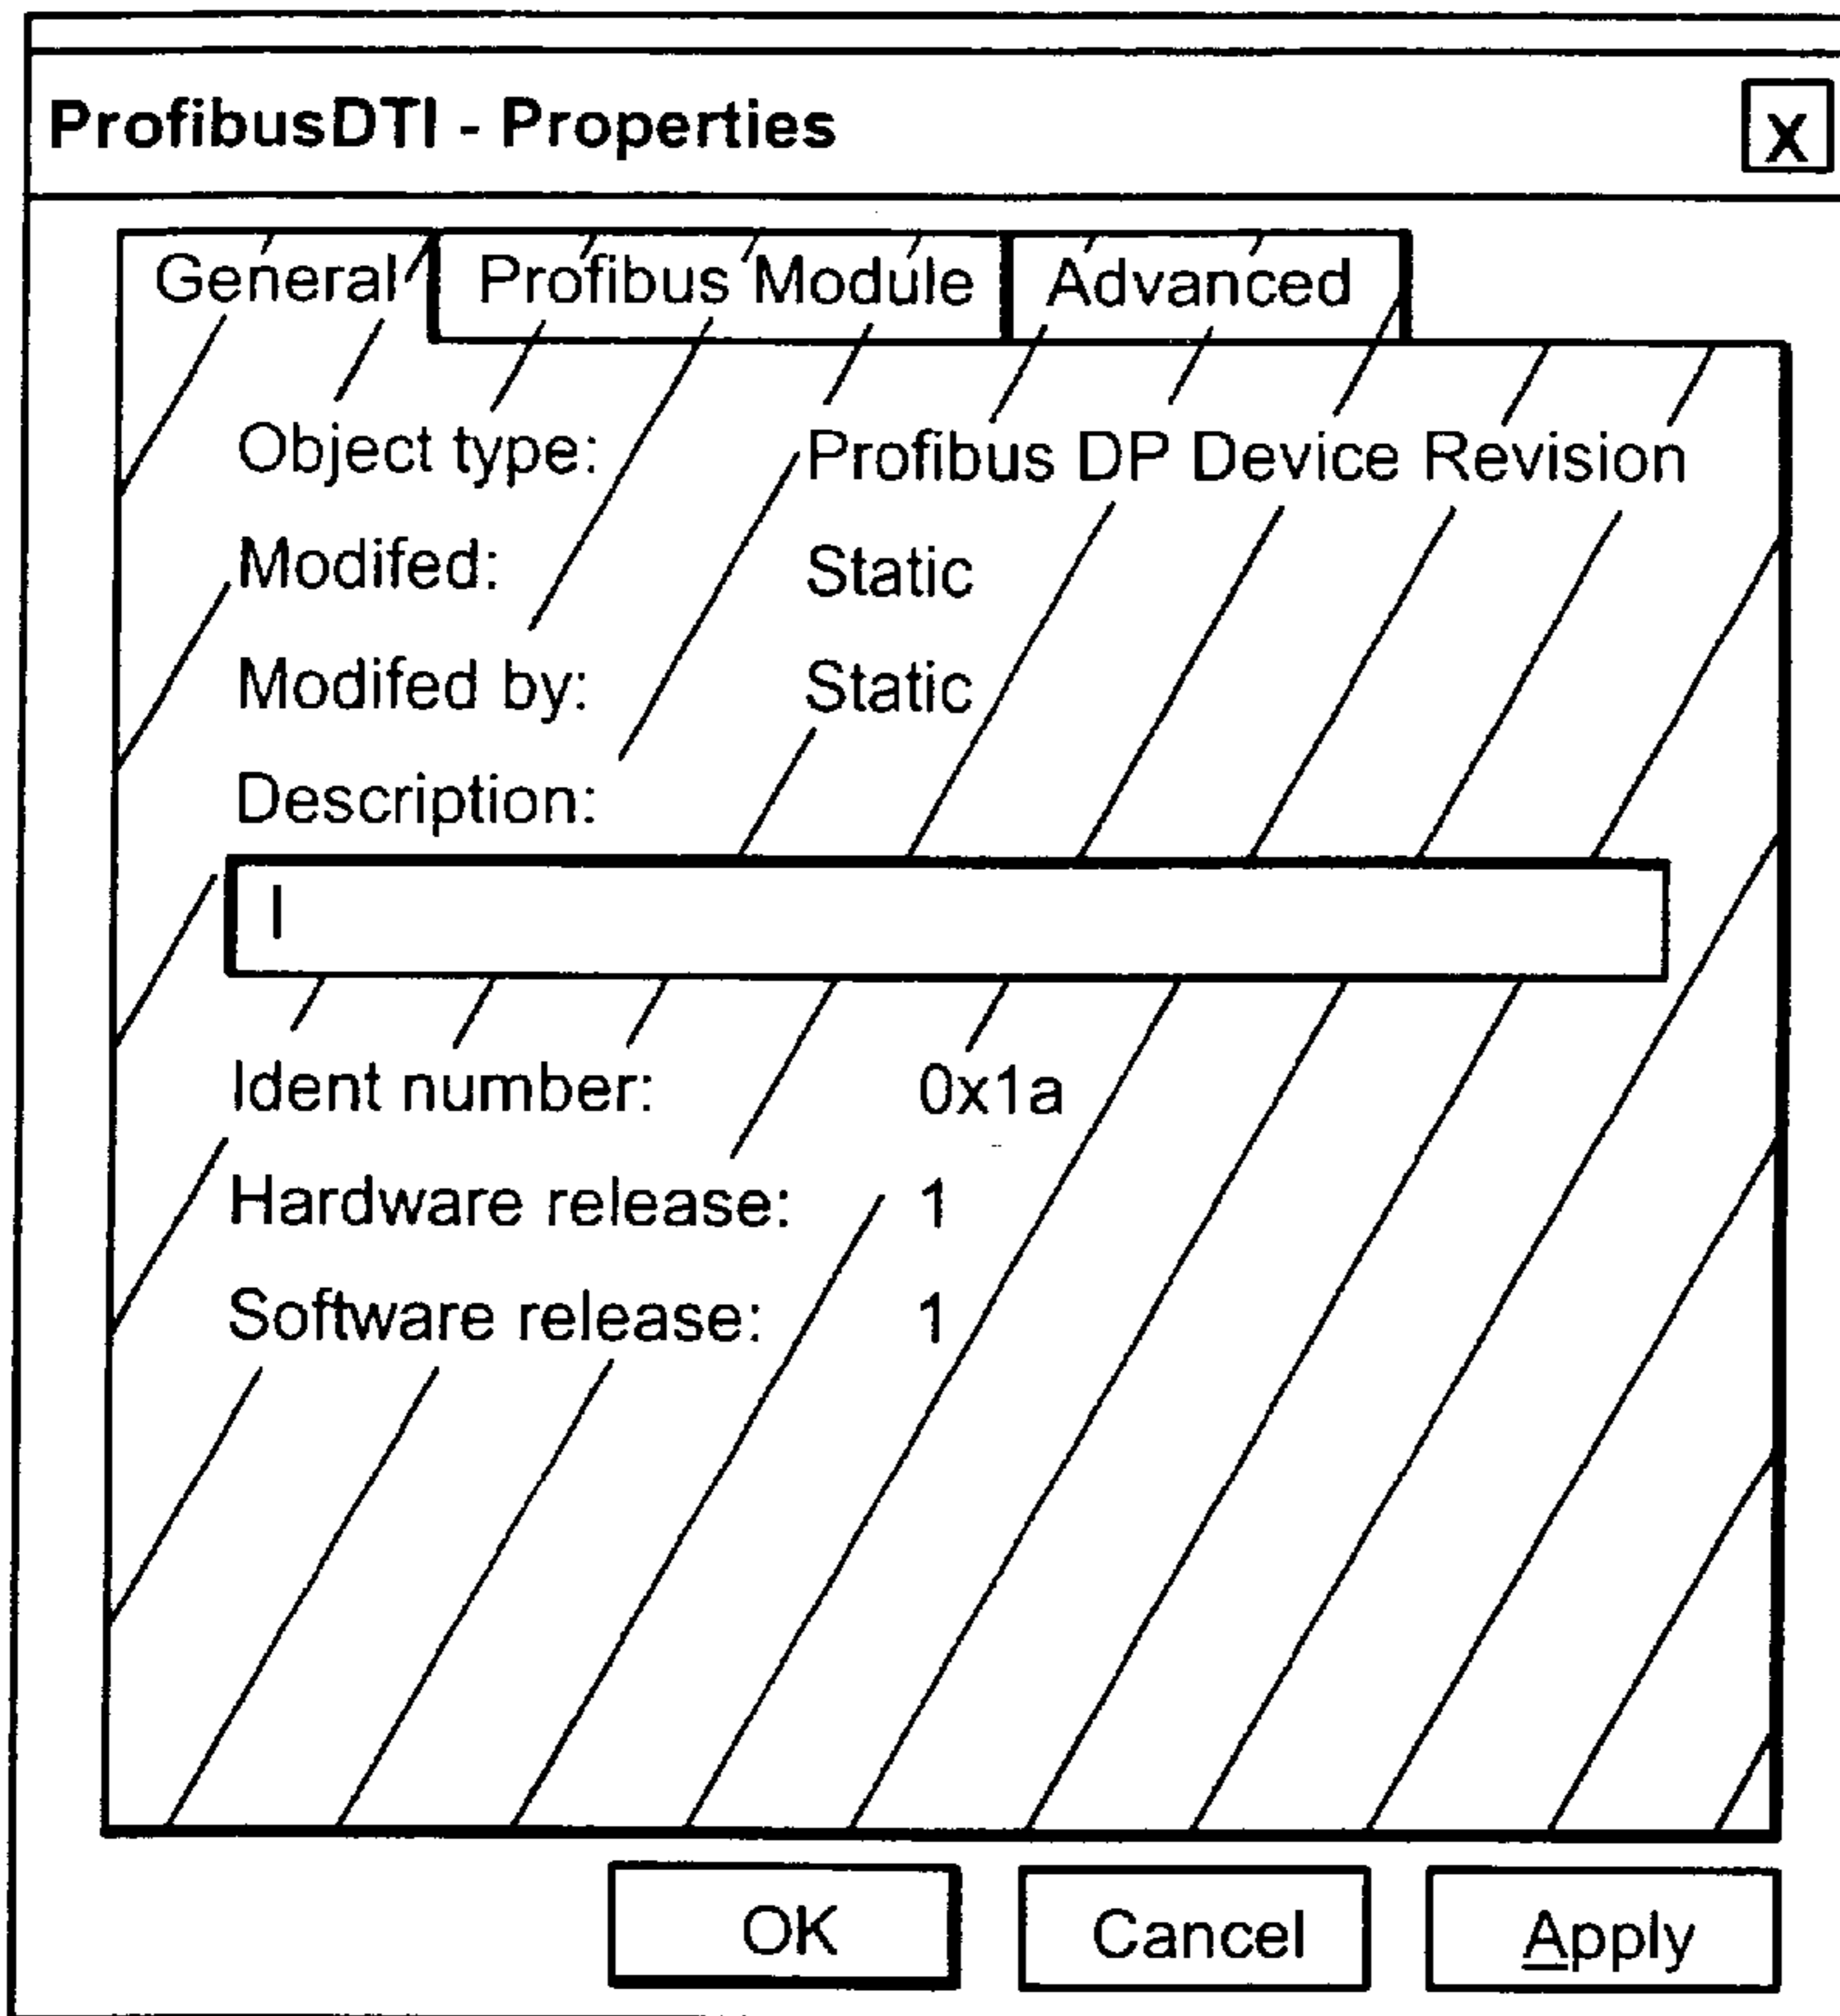 ProfibusDTI - Properties X
General Profibus Module Advanced
Object type: Profibus DP Device Revision
Modifed: Static
Modifed by: Static
Description:
Ident number: 0x1a
Hardware release: 1
Software release: 1
OK Cancel Apply